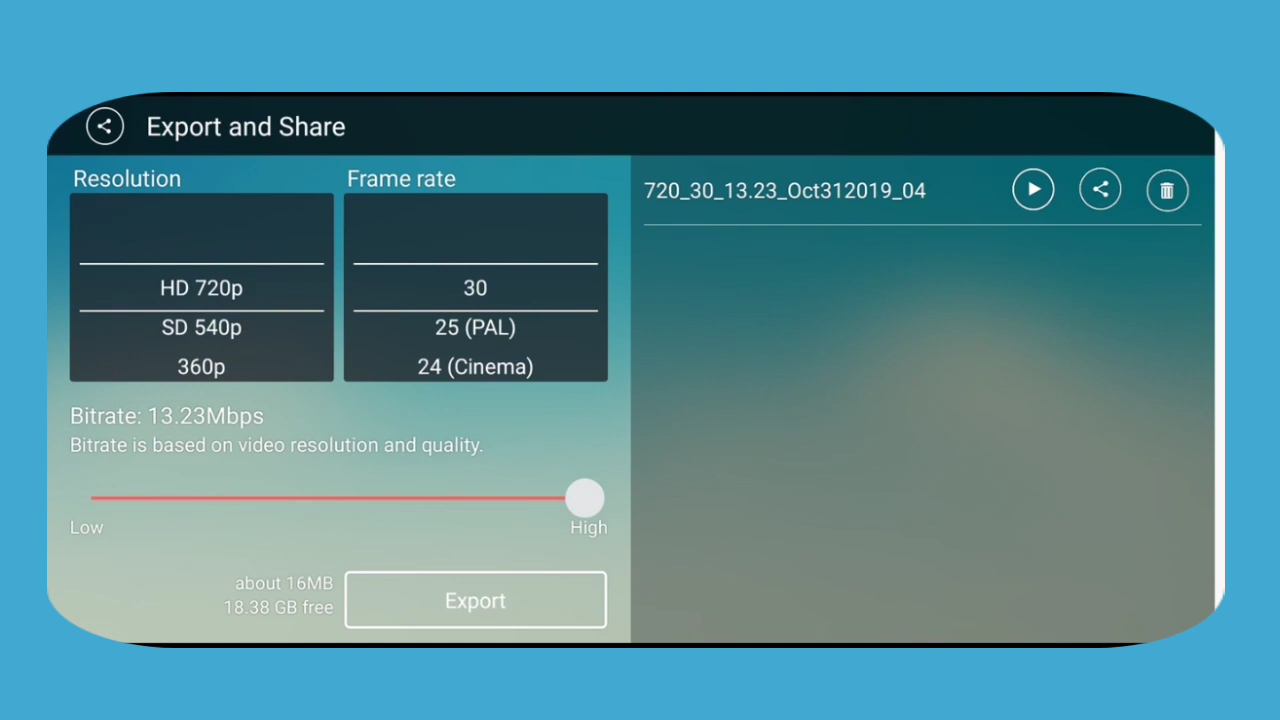 Export and Share
Resolution
Frame rate
HD 720p
SD 540p
360p
30
25 (PAL)
24 (Cinema)
Bitrate: 13.23Mbps
Bitrate is based on video resolution and quality.
Low
High
about 16MB
18.38 GB free
Export
720_30_13.23_Oct312019_04